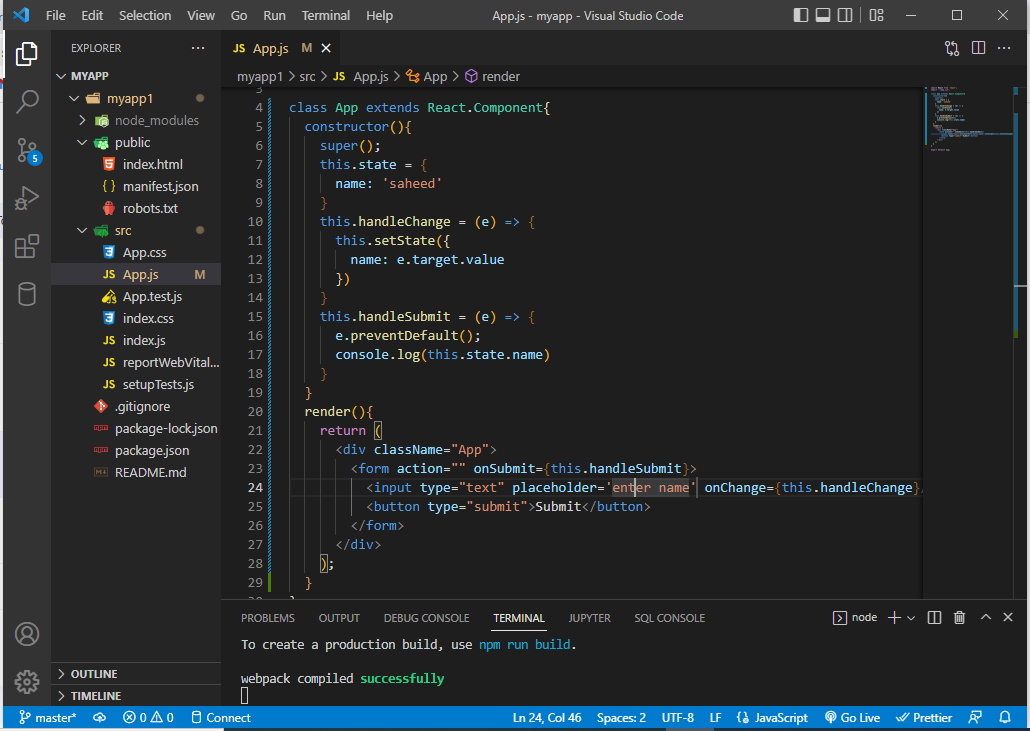 File Edit Selection View Go Run Terminal Help App.js - myapp - Visual Studio Code
EXPLORER
MYAPP
myapp1
node_modules
public
index.html
manifest.json
robots.txt
src
App.css
App.js M
App.test.js
index.css
index.js
reportWebVital...
setupTests.js
.gitignore
package-lock.json
package.json
README.md
OUTLINE
TIMELINE
5
JS App.js M
myapp1 > src > JS App.js > App > render
3
4 class App extends React.Component{
5 constructor(){
6 super();
7 this.state = {
8 name: 'saheed'
9 }
10 this.handleChange = (e) => {
11 this.setState({
12 name: e.target.value
13 })
14 }
15 this.handleSubmit = (e) => {
16 e.preventDefault();
17 console.log(this.state.name)
18 }
19 }
20 render(){
21 return (
22 <div className="App">
23 <form action="" onSubmit={this.handleSubmit}>
24 <input type="text" placeholder='enter name' onChange={this.handleChange}
25 <button type="submit">Submit</button>
26 </form>
27 </div>
28 );
29 }
PROBLEMS OUTPUT DEBUG CONSOLE TERMINAL JUPYTER SQL CONSOLE node
To create a production build, use npm run build.
webpack compiled successfully
master* 0 0 Connect Ln 24, Col 46 Spaces: 2 UTF-8 LF JavaScript Go Live Prettier